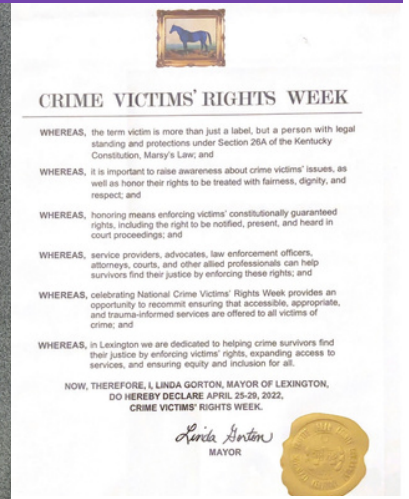 CRIME VICTIMS' RIGHTS WEEK
WHEREAS, the term victim is more than just a label, but a person with legal
standing and protections under Section 26A of the Kentucky
Constitution, Marsy's Law; and
WHEREAS, it is important to raise awareness about crime victims' issues, as
well as honor their rights to be treated with fairness, dignity, and
respect; and
WHEREAS, honoring means enforcing victims' constitutionally guaranteed
rights, including the right to be notified, present, and heard in
court proceedings; and
WHEREAS, service providers, advocates, law enforcement officers,
attorneys, courts, and other allied professionals can help
survivors find their justice by enforcing these rights; and
WHEREAS, celebrating National Crime Victims' Rights Week provides an
opportunity to recommit ensuring that accessible, appropriate,
and trauma-informed services are offered to all victims of
crime; and
WHEREAS, in Lexington we are dedicated to helping crime survivors find
their justice by enforcing victims' rights, expanding access to
services, and ensuring equity and inclusion for all.
NOW, THEREFORE, I, LINDA GORTON, MAYOR OF LEXINGTON,
DO HEREBY DECLARE APRIL 25-29, 2022,
CRIME VICTIMS' RIGHTS WEEK.
Linda Gorton
MAYOR